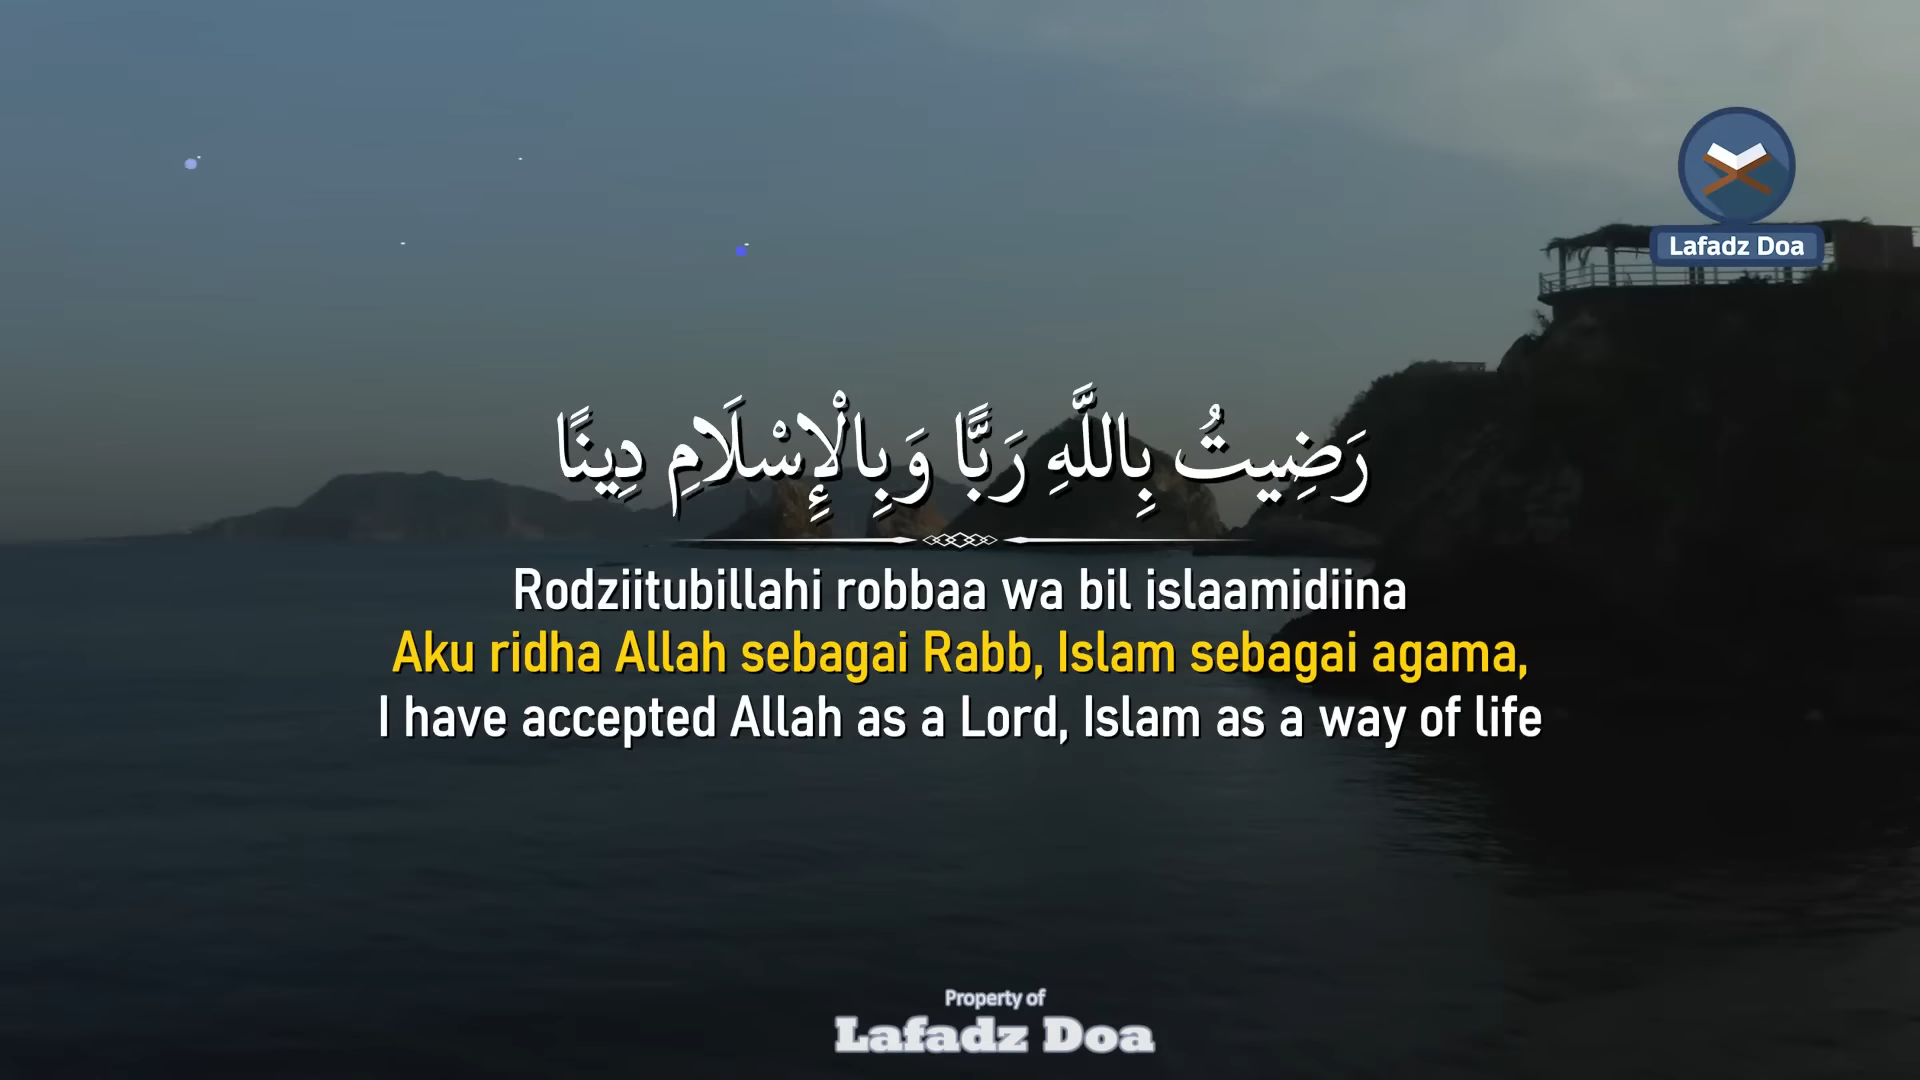 Lafadz Doa
رَضِيتُ بِاللَّهِ رَبًّا وَبِالْإِسْلَامِ دِينًا
Rodziitubillahi robbaa wa bil islaamidiina
Aku ridha Allah sebagai Rabb, Islam sebagai agama,
I have accepted Allah as a Lord, Islam as a way of life
Property of
Lafadz Doa